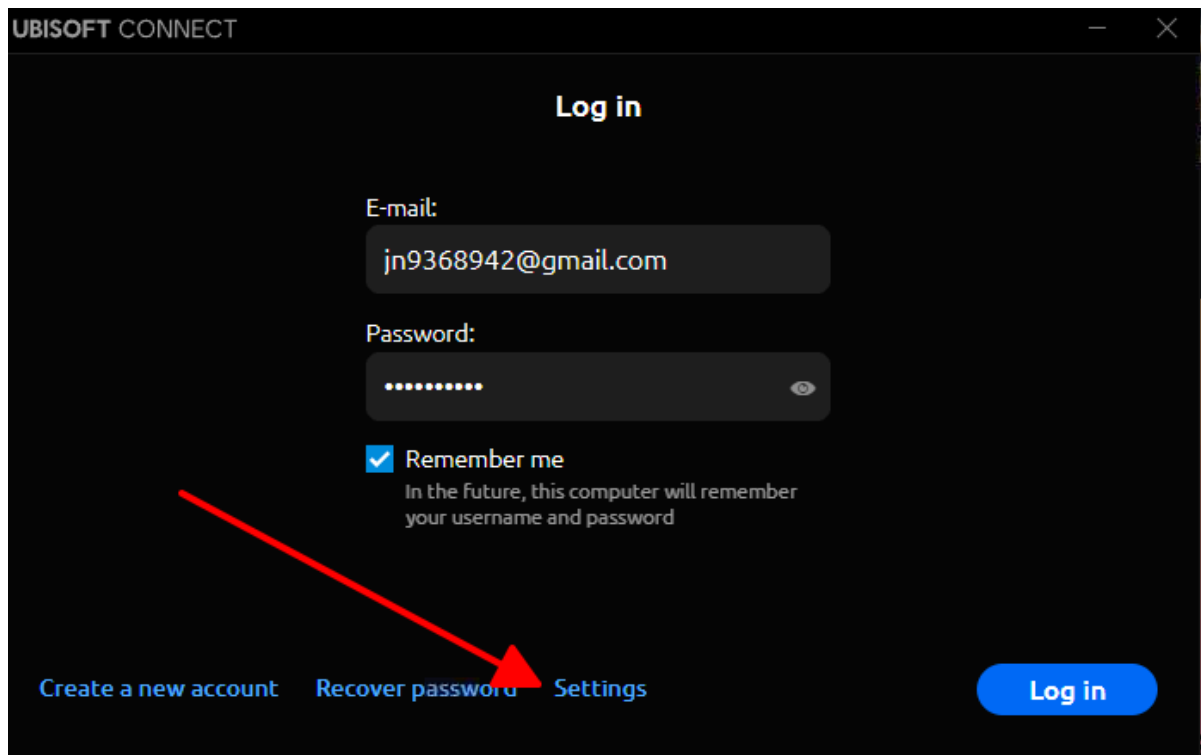 UBISOFT CONNECT
Log in
E-mail:
jn9368942@gmail.com
Password:
••••••••••
Remember me
In the future, this computer will remember
your username and password
Create a new account
Recover password
Settings
Log in